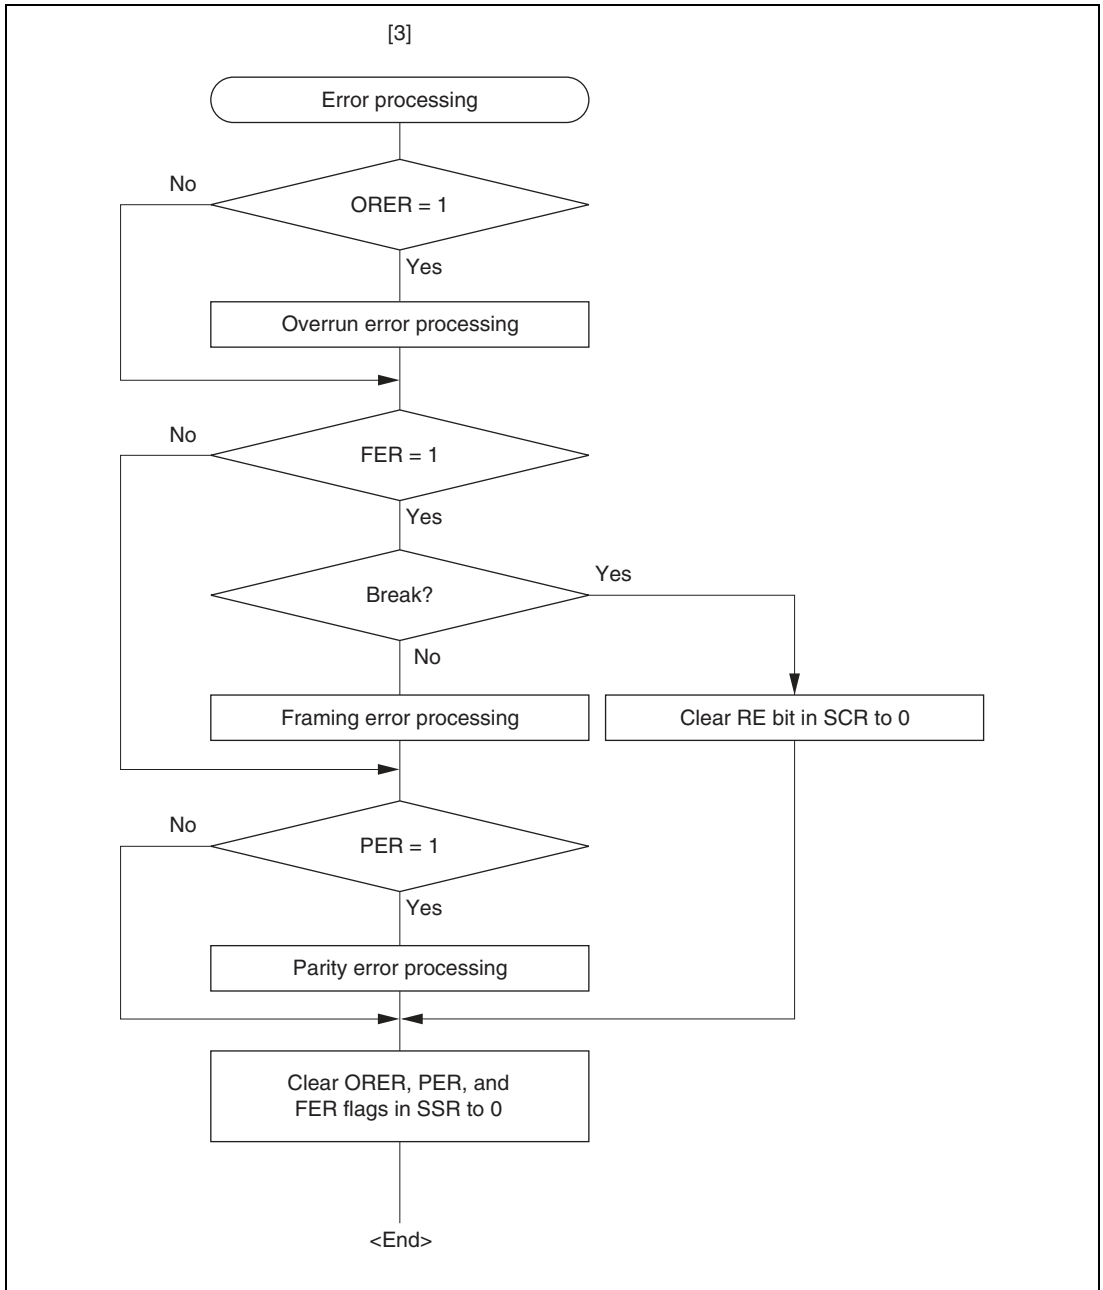 [3]
Error processing
No
ORER = 1
Yes
Overrun error processing
No
FER = 1
Yes
Break?
Yes
No
Framing error processing
Clear RE bit in SCR to 0
No
PER = 1
Yes
Parity error processing
Clear ORER, PER, and
FER flags in SSR to 0
<End>